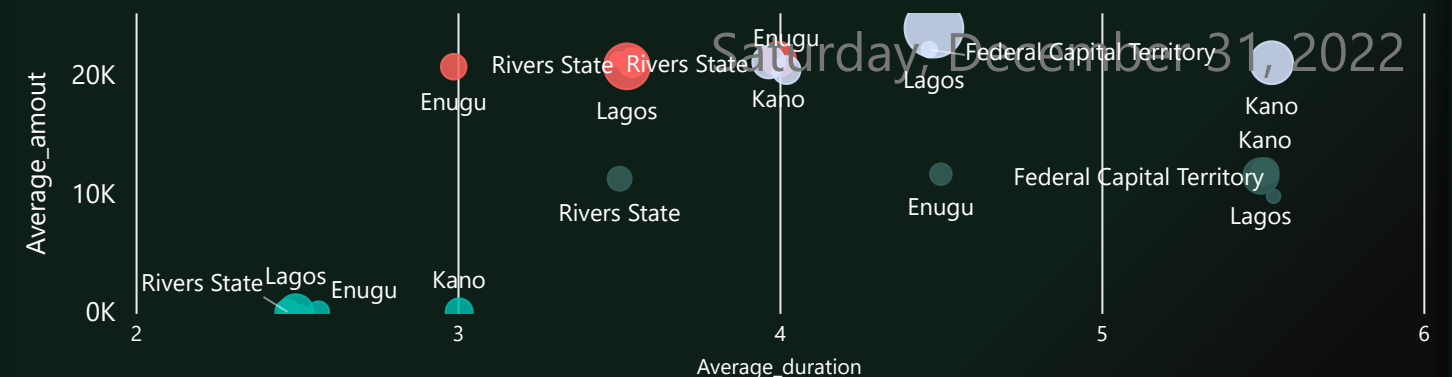 Saturday, December 31, 2022
Average_amout
20K
10K
0K
Enugu
Rivers State
Lagos
Rivers State
Enugu
Kano
Lagos
Federal Capital Territory
Kano
Kano
Rivers State
Enugu
Federal Capital Territory
Lagos
Rivers State
Lagos
Enugu
Kano
2
3
4
5
6
Average_duration